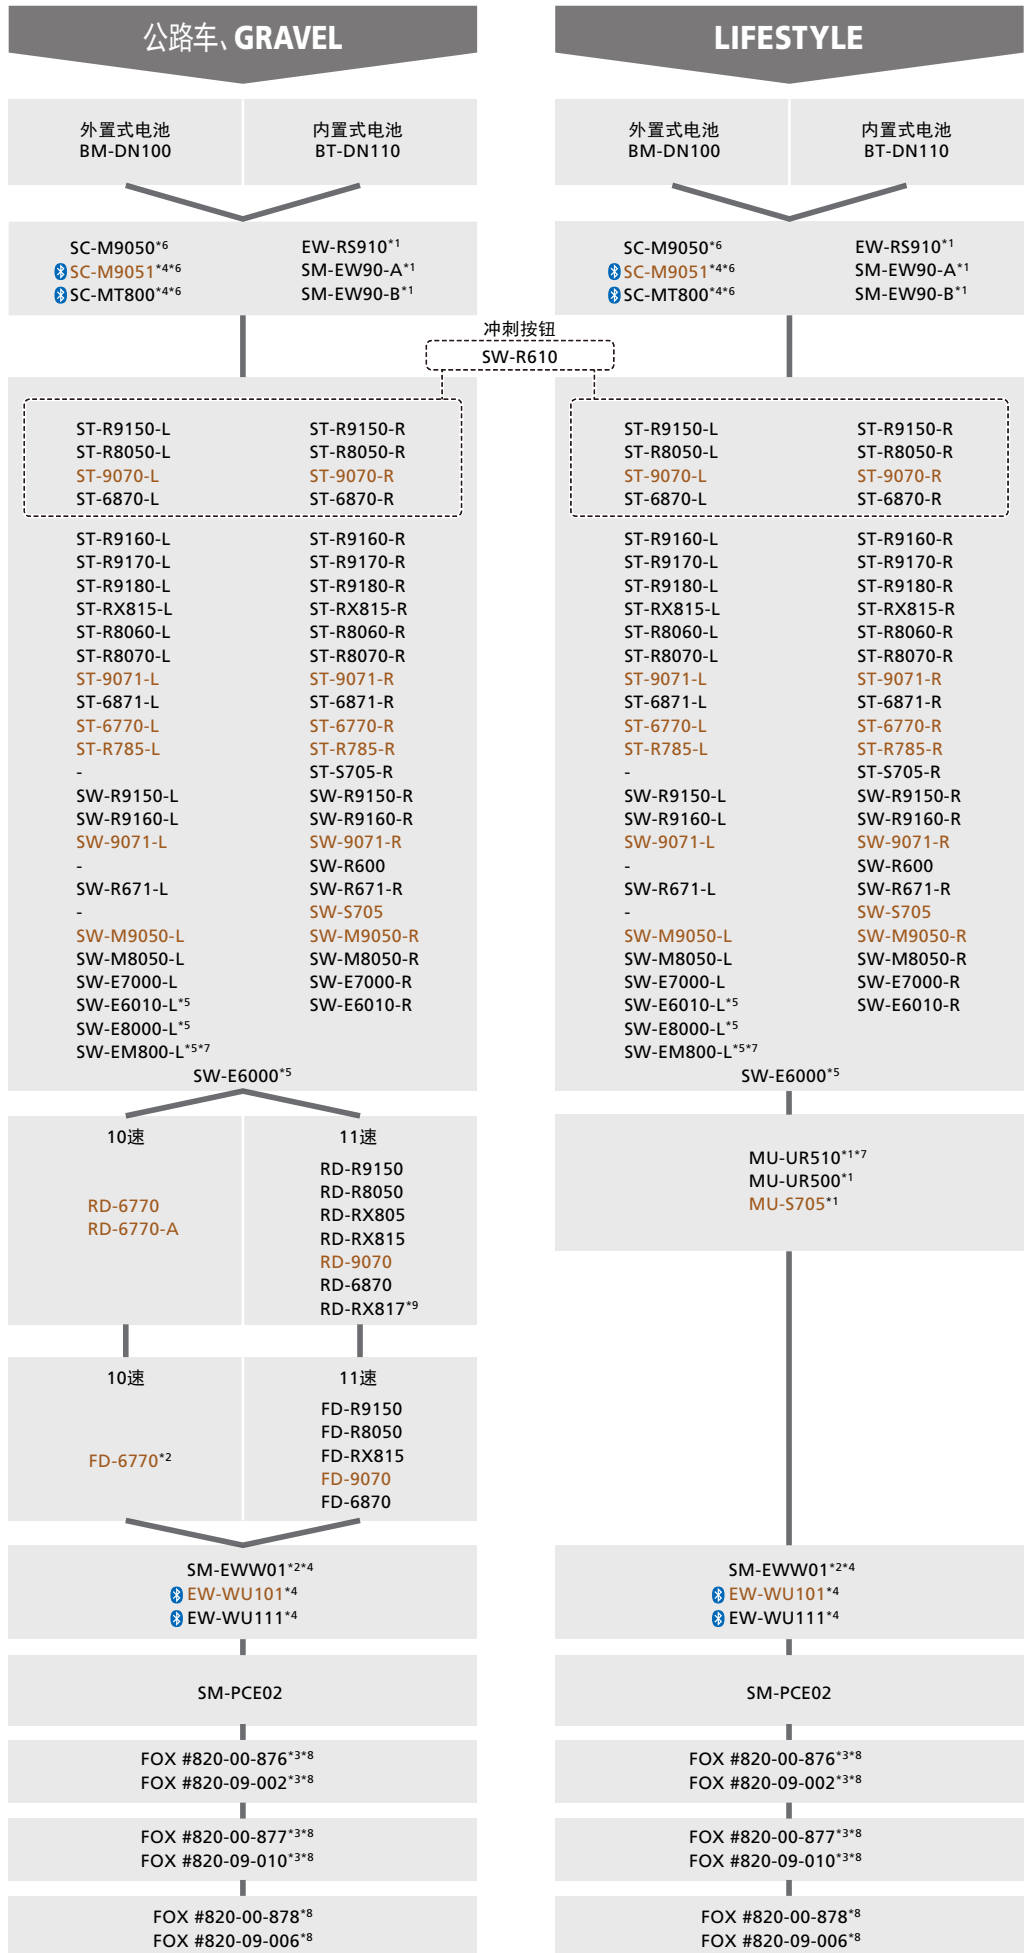 公路车、GRAVEL
外置式电池
BM-DN100
内置式电池
BT-DN110
SC-M9050*6
SC-M9051*4*6
SC-MT800*4*6
EW-RS910*1
SM-EW90-A*1
SM-EW90-B*1
冲刺按钮
SW-R610
ST-R9150-L ST-R9150-R
ST-R8050-L ST-R8050-R
ST-9070-L ST-9070-R
ST-6870-L ST-6870-R
ST-R9160-L ST-R9160-R
ST-R9170-L ST-R9170-R
ST-R9180-L ST-R9180-R
ST-RX815-L ST-RX815-R
ST-R8060-L ST-R8060-R
ST-R8070-L ST-R8070-R
ST-9071-L ST-9071-R
ST-6871-L ST-6871-R
ST-6770-L ST-6770-R
ST-R785-L ST-R785-R
- ST-S705-R
SW-R9150-L SW-R9150-R
SW-R9160-L SW-R9160-R
SW-9071-L SW-9071-R
- SW-R600
SW-R671-L SW-R671-R
- SW-S705
SW-M9050-L SW-M9050-R
SW-M8050-L SW-M8050-R
SW-E7000-L SW-E7000-R
SW-E6010-L*5 SW-E6010-R
SW-E8000-L*5
SW-EM800-L*5*7
SW-E6000*5
10速
RD-6770
RD-6770-A
11速
RD-R9150
RD-R8050
RD-RX805
RD-RX815
RD-9070
RD-6870
RD-RX817*9
10速
FD-6770*2
11速
FD-R9150
FD-R8050
FD-RX815
FD-9070
FD-6870
SM-EWW01*2*4
EW-WU101*4
EW-WU111*4
SM-PCE02
FOX #820-00-876*3*8
FOX #820-09-002*3*8
FOX #820-00-877*3*8
FOX #820-09-010*3*8
FOX #820-00-878*8
FOX #820-09-006*8
LIFESTYLE
外置式电池
BM-DN100
内置式电池
BT-DN110
SC-M9050*6
SC-M9051*4*6
SC-MT800*4*6
EW-RS910*1
SM-EW90-A*1
SM-EW90-B*1
ST-R9150-L ST-R9150-R
ST-R8050-L ST-R8050-R
ST-9070-L ST-9070-R
ST-6870-L ST-6870-R
ST-R9160-L ST-R9160-R
ST-R9170-L ST-R9170-R
ST-R9180-L ST-R9180-R
ST-RX815-L ST-RX815-R
ST-R8060-L ST-R8060-R
ST-R8070-L ST-R8070-R
ST-9071-L ST-9071-R
ST-6871-L ST-6871-R
ST-6770-L ST-6770-R
ST-R785-L ST-R785-R
- ST-S705-R
SW-R9150-L SW-R9150-R
SW-R9160-L SW-R9160-R
SW-9071-L SW-9071-R
- SW-R600
SW-R671-L SW-R671-R
- SW-S705
SW-M9050-L SW-M9050-R
SW-M8050-L SW-M8050-R
SW-E7000-L SW-E7000-R
SW-E6010-L*5 SW-E6010-R
SW-E8000-L*5
SW-EM800-L*5*7
SW-E6000*5
MU-UR510*1*7
MU-UR500*1
MU-S705*1
SM-EWW01*2*4
EW-WU101*4
EW-WU111*4
SM-PCE02
FOX #820-00-876*3*8
FOX #820-09-002*3*8
FOX #820-00-877*3*8
FOX #820-09-010*3*8
FOX #820-00-878*8
FOX #820-09-006*8